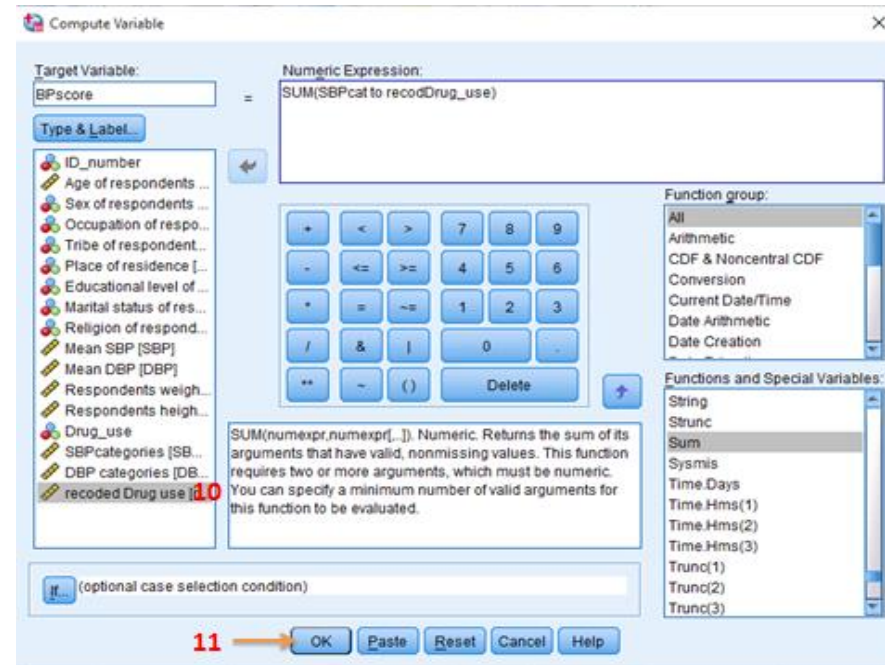 Compute Variable
Target Variable:
BPscore
=
Numeric Expression:
SUM(SBPcat to recodDrug_use)
Type & Label...
ID_number
Age of respondents ...
Sex of respondents ...
Occupation of respo...
Tribe of respondent...
Place of residence [...
Educational level of ...
Marital status of res...
Religion of respond...
Mean SBP [SBP]
Mean DBP [DBP]
Respondents weigh...
Respondents heigh...
Drug_use
SBPcategories [SB...
DBP categories [DB...
recoded Drug use
10
+ < > 7 8 9
- <= >= 4 5 6
* = ~= 1 2 3
/ & | 0 .
** ~ () Delete
SUM(numexpr,numexpr[,..]). Numeric. Returns the sum of its
arguments that have valid, nonmissing values. This function
requires two or more arguments, which must be numeric.
You can specify a minimum number of valid arguments for
this function to be evaluated.
Function group:
All
Arithmetic
CDF & Noncentral CDF
Conversion
Current Date/Time
Date Arithmetic
Date Creation
Functions and Special Variables:
String
Strunc
Sum
Sysmis
Time.Days
Time.Hms(1)
Time.Hms(2)
Time.Hms(3)
Trunc(1)
Trunc(2)
Trunc(3)
If... (optional case selection condition)
11
OK Paste Reset Cancel Help